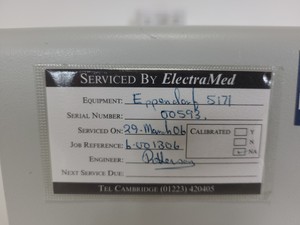 SERVICED BY ElectraMed
EQUIPMENT: Eppendorf 5171
SERIAL NUMBER: 00593.
SERVICED ON: 29-March 06 CALIBRATED Y
JOB REFERENCE: 6-U01306 N
ENGINEER: NA
NEXT SERVICE DUE:
TEL CAMBRIDGE (01223) 420405